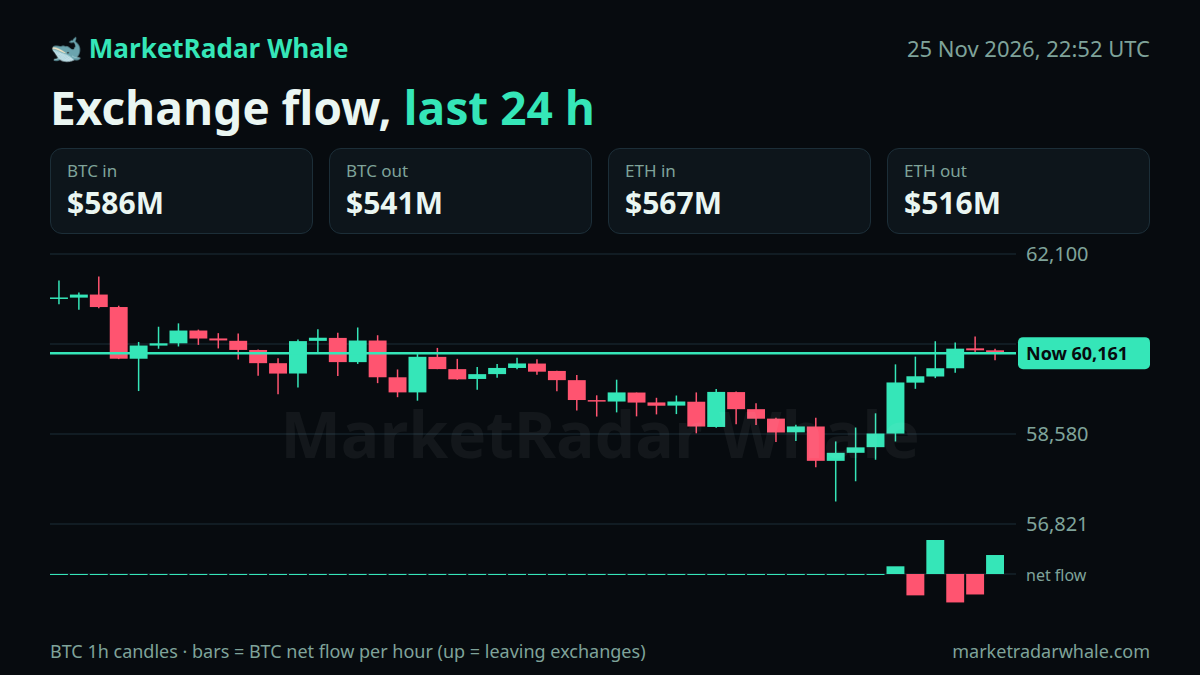 🐳 MarketRadar Whale
25 Nov 2026, 22:52 UTC
Exchange flow, last 24 h
BTC in
$586M
BTC out
$541M
ETH in
$567M
ETH out
$516M
62,100
Now 60,161
MarketRadar Whale
58,580
56,821
net flow
BTC 1h candles · bars = BTC net flow per hour (up = leaving exchanges)
marketradarwhale.com